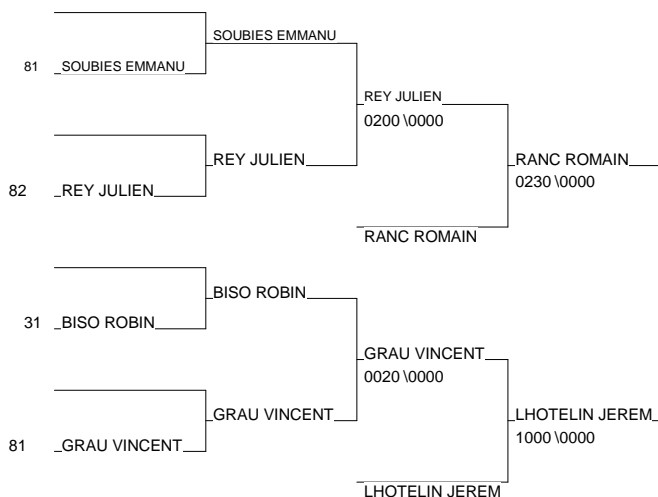 SOUBIES EMMANU
81 SOUBIES EMMANU
REY JULIEN
0200 \0000
REY JULIEN
RANC ROMAIN
82 REY JULIEN
0230 \0000
RANC ROMAIN
BISO ROBIN
31 BISO ROBIN
GRAU VINCENT
0020 \0000
GRAU VINCENT
LHOTELIN JEREM
81 GRAU VINCENT
1000 \0000
LHOTELIN JEREM